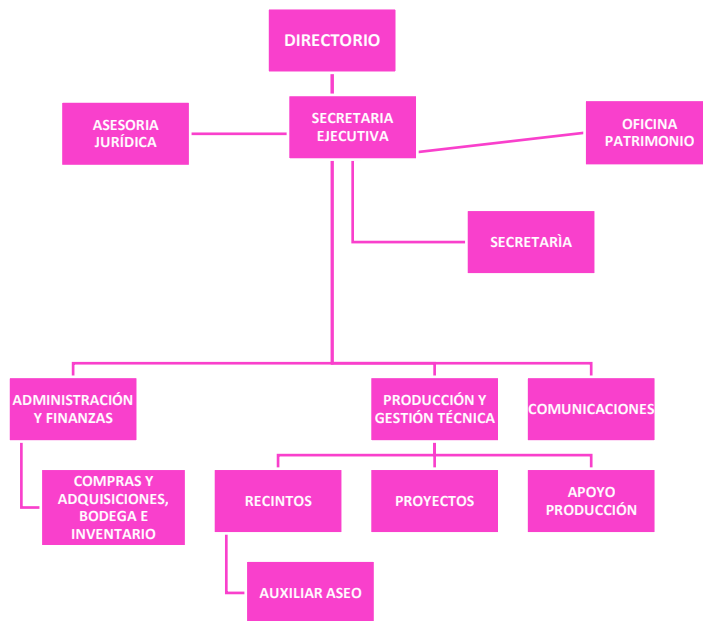 DIRECTORIO
SECRETARIA
EJECUTIVA
ASESORIA
JURÍDICA
OFICINA
PATRIMONIO
SECRETARÌA
ADMINISTRACIÓN
Y FINANZAS
PRODUCCIÓN Y
GESTIÓN TÉCNICA
COMUNICACIONES
COMPRAS Y
ADQUISICIONES,
BODEGA E
INVENTARIO
RECINTOS
PROYECTOS
APOYO
PRODUCCIÓN
AUXILIAR ASEO